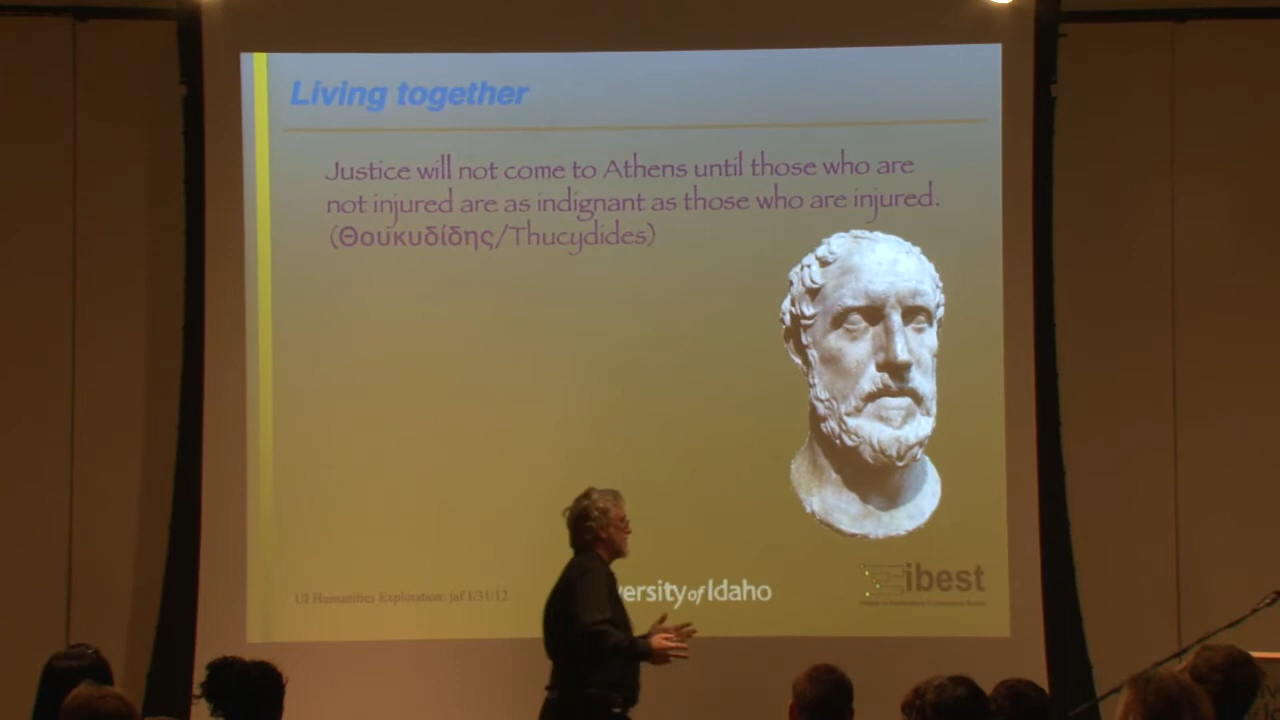 Living together
Justice will not come to Athens until those who are
not injured are as indignant as those who are injured.
(Θουκυδίδης/Thucydides)
UI Humanities Exploration: jaf 1/31/12
versity of Idaho
ibest